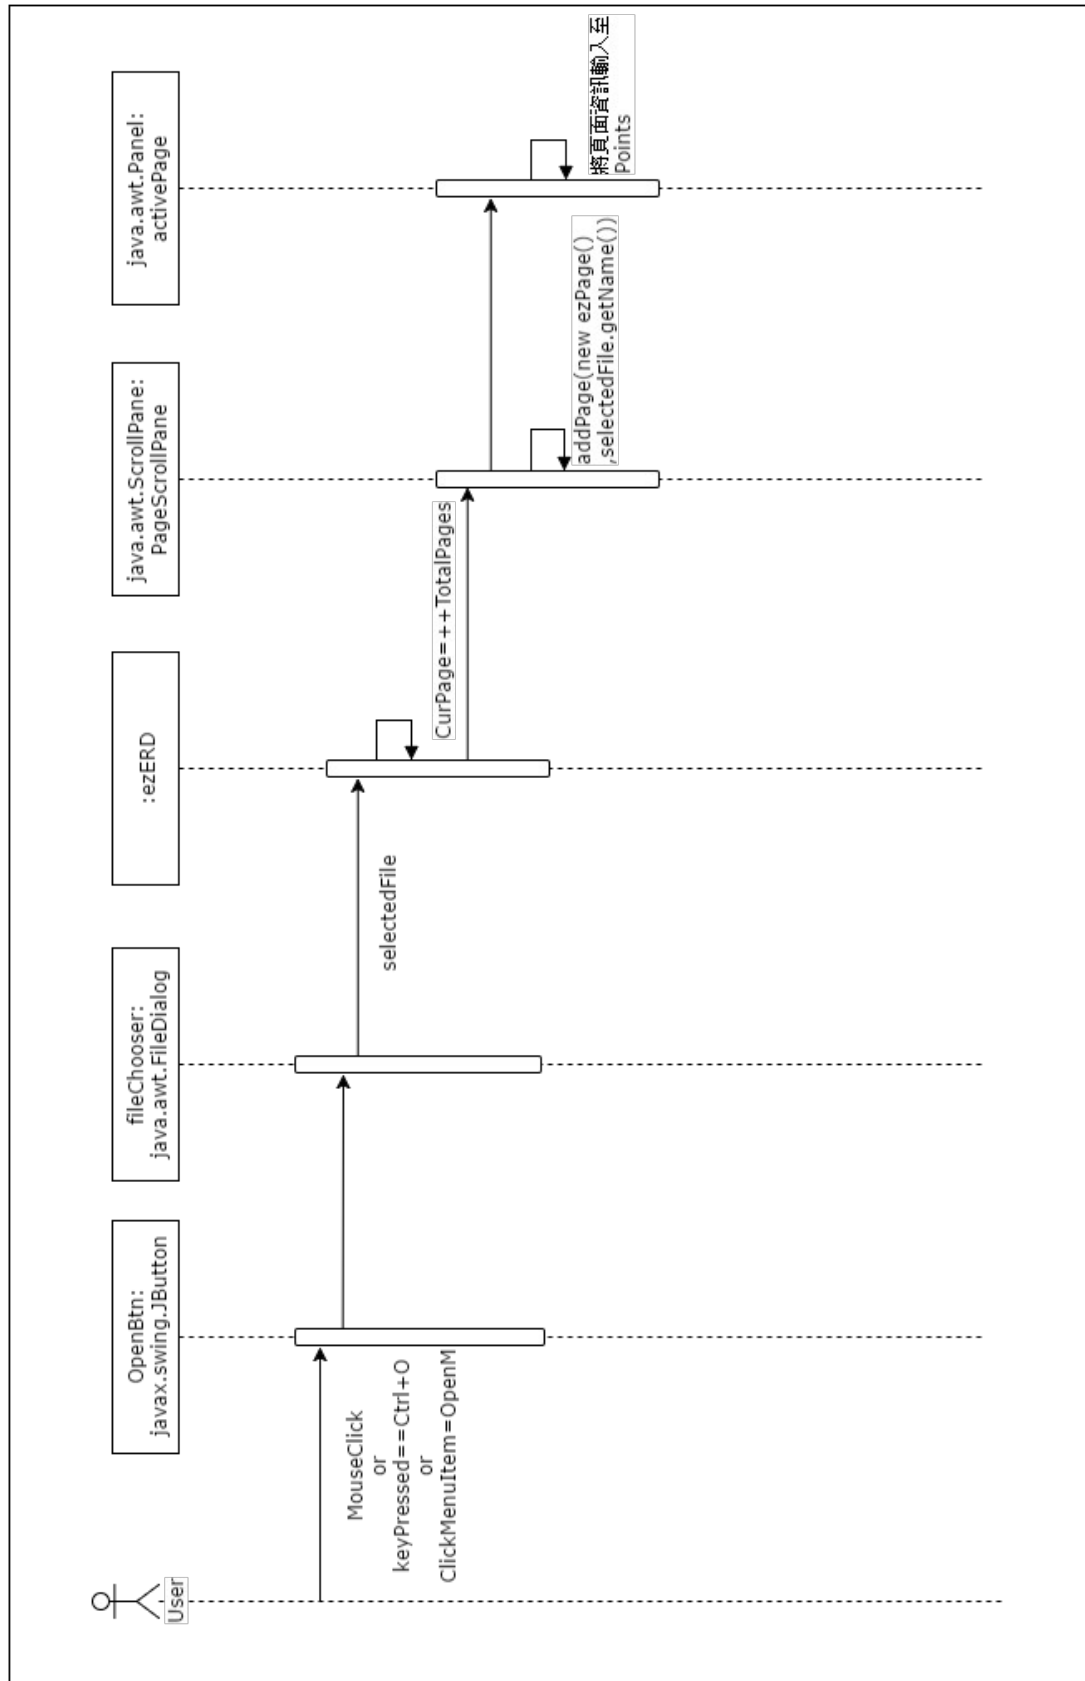 User
OpenBtn:
javax.swing.JButton
fileChooser:
java.awt.FileDialog
:ezERD
java.awt.ScrollPane:
PageScrollPane
java.awt.Panel:
activePage
MouseClick
or
keyPressed==Ctrl+O
or
ClickMenuItem=OpenM
selectedFile
CurPage=++TotalPages
addPage(new ezPage()
,selectedFile.getName())
將頁面資訊輸入至
Points